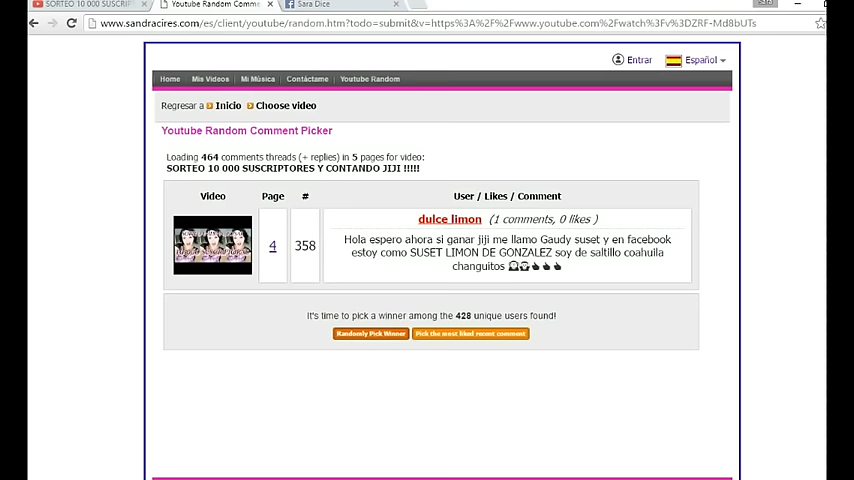 SORTEO 10 000 SUSCRIPT
Youtube Random Comme
Sara Dice
https://www.sandracires.com/es/client/youtube/random.htm?todo=submit&v=https%3A%2F%2Fwww.youtube.com%2Fwatch%3Fv%3DZRF-Md8bUTs
Entrar Español
Home Mis Videos Mi Música Contáctame Youtube Random
Regresar a Inicio Choose video
Youtube Random Comment Picker
Loading 464 comments threads (+ replies) in 5 pages for video:
SORTEO 10 000 SUSCRIPTORES Y CONTANDO JIJI !!!!!
Video Page # User / Likes / Comment
dulce limon (1 comments, 0 likes )
4 358
Hola espero ahora si ganar jiji me llamo Gaudy suset y en facebook
estoy como SUSET LIMON DE GONZALEZ soy de saltillo coahuila
changuitos
It's time to pick a winner among the 428 unique users found!
Randomly Pick Winner Pick the most liked recent comment